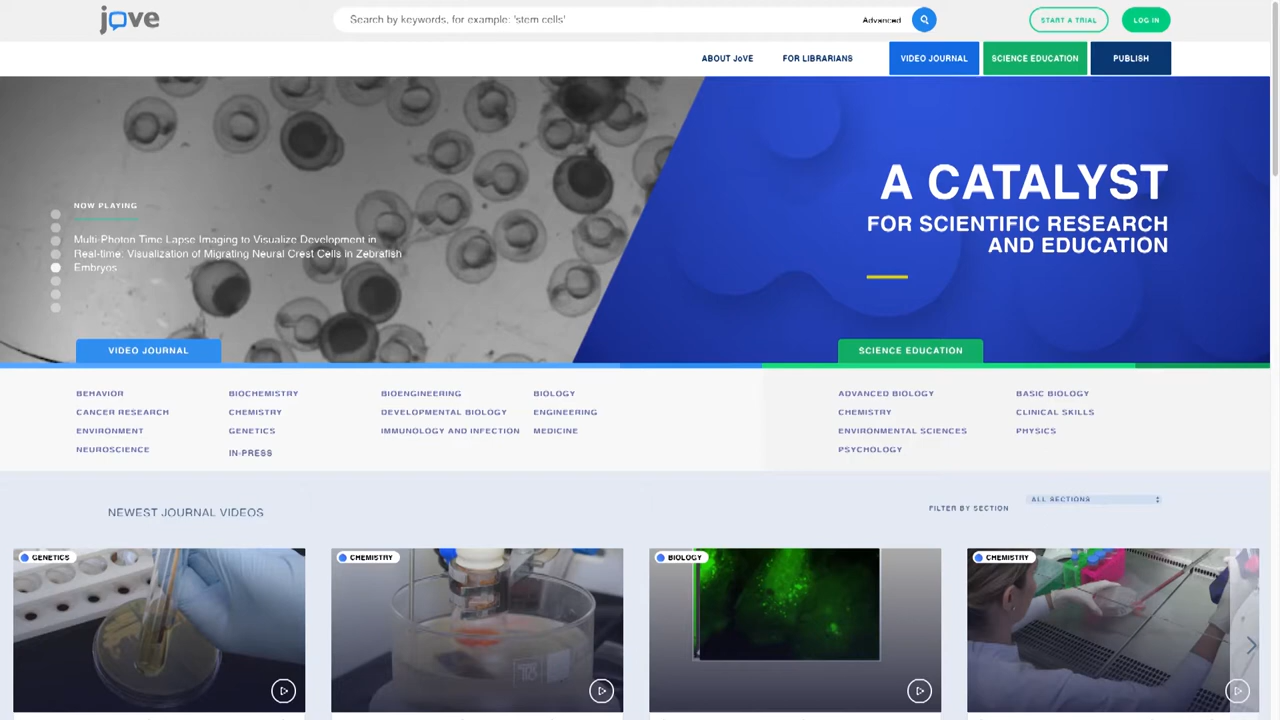 jove
Search by keywords, for example: 'stem cells'
Advanced
START A TRIAL
LOG IN
ABOUT JoVE
FOR LIBRARIANS
VIDEO JOURNAL
SCIENCE EDUCATION
PUBLISH
NOW PLAYING
Multi-Photon Time Lapse Imaging to Visualize Development in
Real-time: Visualization of Migrating Neural Crest Cells in Zebrafish
Embryos
A CATALYST
FOR SCIENTIFIC RESEARCH
AND EDUCATION
VIDEO JOURNAL
SCIENCE EDUCATION
BEHAVIOR
BIOCHEMISTRY
BIOENGINEERING
BIOLOGY
CANCER RESEARCH
CHEMISTRY
DEVELOPMENTAL BIOLOGY
ENGINEERING
ENVIRONMENT
GENETICS
IMMUNOLOGY AND INFECTION
MEDICINE
NEUROSCIENCE
IN-PRESS
ADVANCED BIOLOGY
BASIC BIOLOGY
CHEMISTRY
CLINICAL SKILLS
ENVIRONMENTAL SCIENCES
PHYSICS
PSYCHOLOGY
NEWEST JOURNAL VIDEOS
FILTER BY SECTION
ALL SECTIONS
GENETICS
CHEMISTRY
BIOLOGY
CHEMISTRY